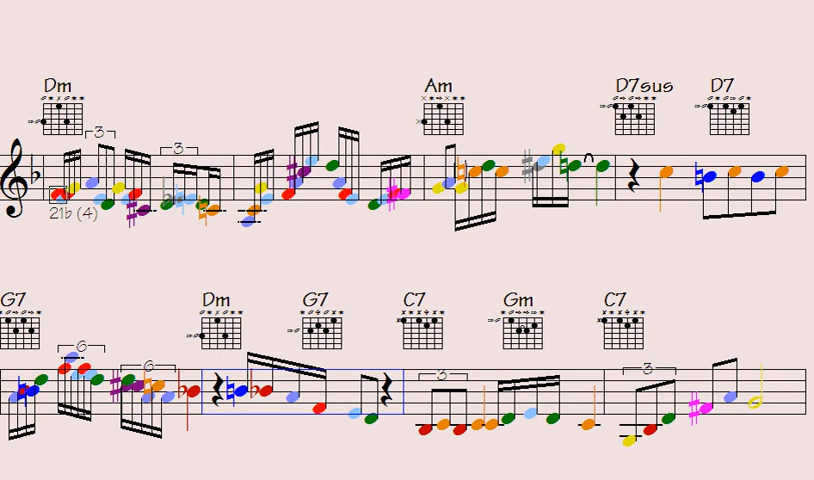 Dm Am D7sus D7
3 3
21b (4)
G7 Dm G7 C7 Gm C7
6 6 3 3